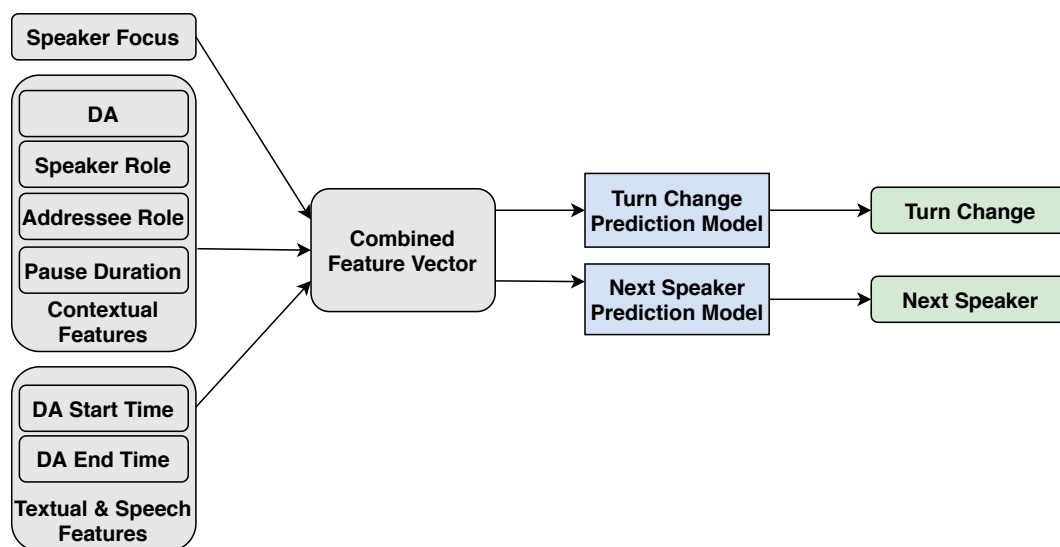 Speaker Focus
DA
Speaker Role
Addressee Role
Pause Duration
Contextual
Features
DA Start Time
DA End Time
Textual & Speech
Features
Combined
Feature Vector
Turn Change
Prediction Model
Next Speaker
Prediction Model
Turn Change
Next Speaker